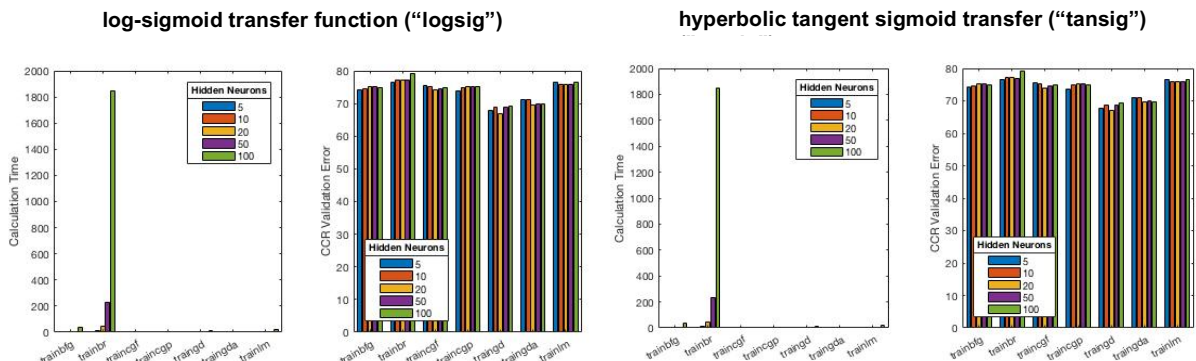 log-sigmoid transfer function (“logsig”)
hyperbolic tangent sigmoid transfer (“tansig”)
2000
1800
1600
1400
1200
1000
800
600
400
200
0
Calculation Time
Hidden Neurons
5
10
20
50
100
trainbfg
trainbr
traincgf
traincgp
traingd
traingda
trainlm
80
70
60
50
40
30
20
10
0
CCR Validation Error
Hidden Neurons
5
10
20
50
100
trainbfg
trainbr
traincgf
traincgp
traingd
traingda
trainlm
2000
1800
1600
1400
1200
1000
800
600
400
200
0
Calculation Time
Hidden Neurons
5
10
20
50
100
trainbfg
trainbr
traincgf
traincgp
traingd
traingda
trainlm
80
70
60
50
40
30
20
10
0
CCR Validation Error
Hidden Neurons
5
10
20
50
100
trainbfg
trainbr
traincgf
traincgp
traingd
traingda
trainlm